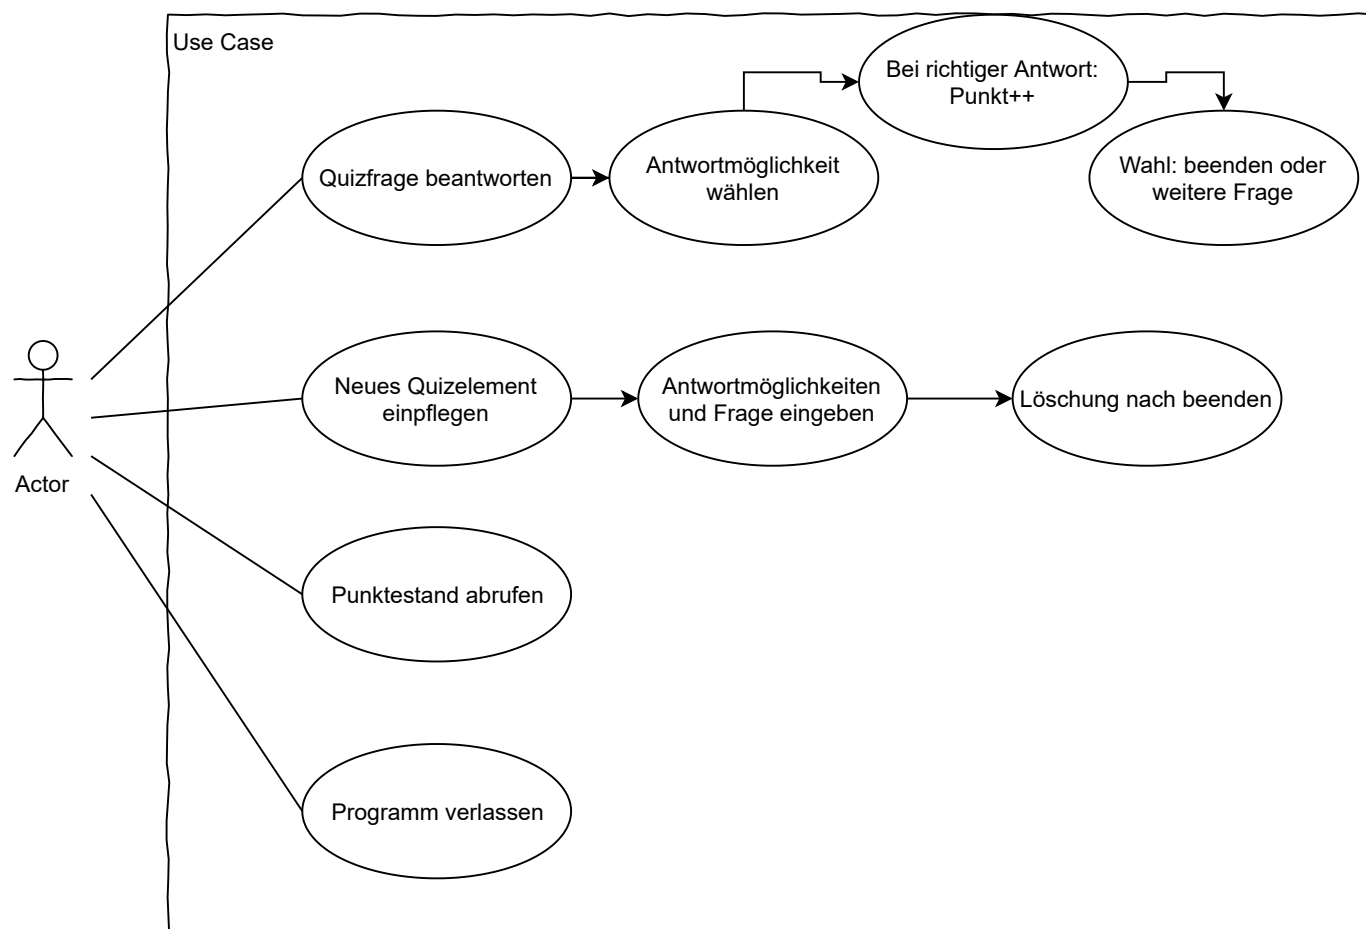 Use Case
Bei richtiger Antwort:
Punkt++
Quizfrage beantworten
Antwortmöglichkeit
wählen
Wahl: beenden oder
weitere Frage
Neues Quizelement
einpflegen
Antwortmöglichkeiten
und Frage eingeben
Löschung nach beenden
Actor
Punktestand abrufen
Programm verlassen